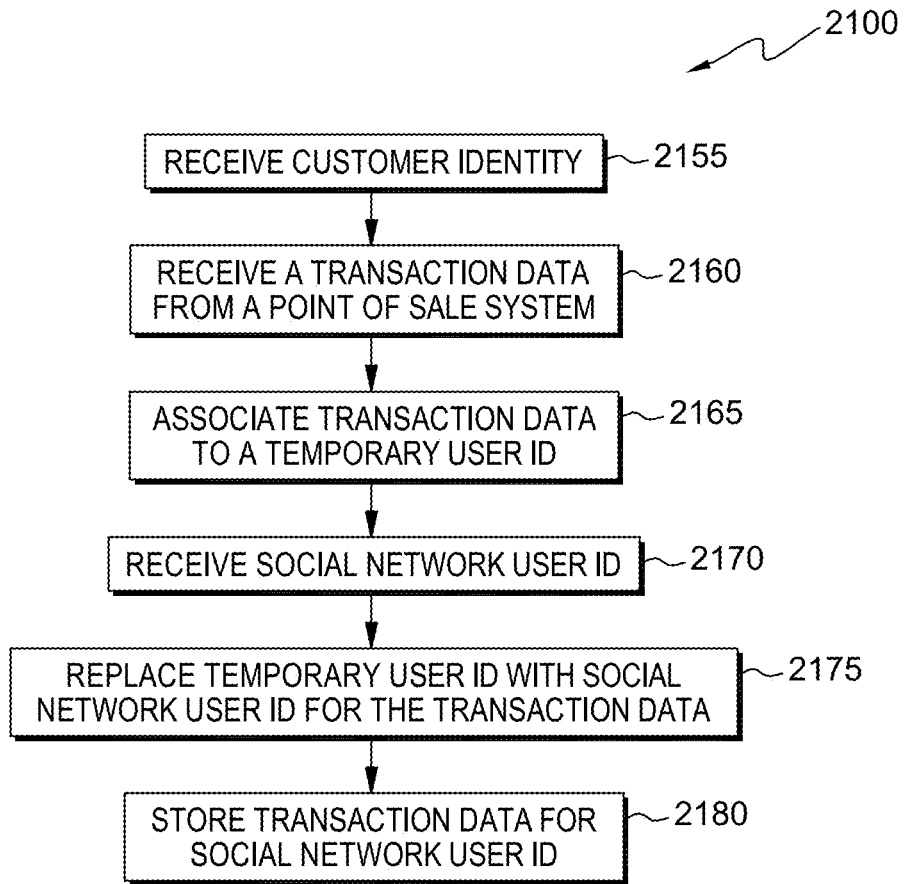 2100
RECEIVE CUSTOMER IDENTITY
2155
RECEIVE A TRANSACTION DATA
FROM A POINT OF SALE SYSTEM
2160
ASSOCIATE TRANSACTION DATA
TO A TEMPORARY USER ID
2165
RECEIVE SOCIAL NETWORK USER ID
2170
REPLACE TEMPORARY USER ID WITH SOCIAL
NETWORK USER ID FOR THE TRANSACTION DATA
2175
STORE TRANSACTION DATA FOR
SOCIAL NETWORK USER ID
2180